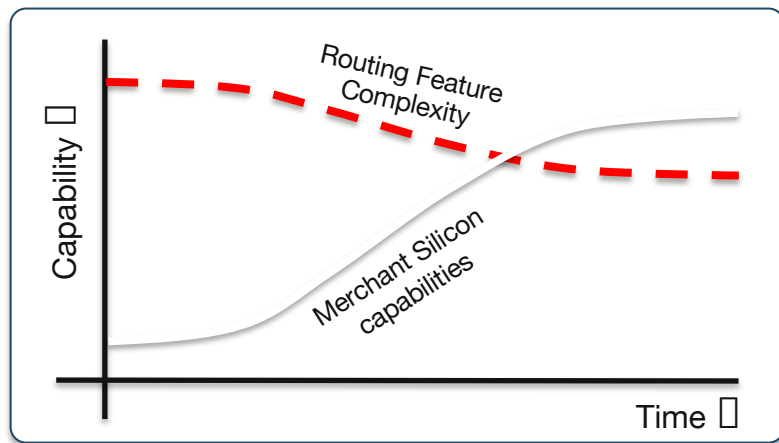 Routing Feature
Complexity
Capability
Merchant Silicon
capabilities
Time